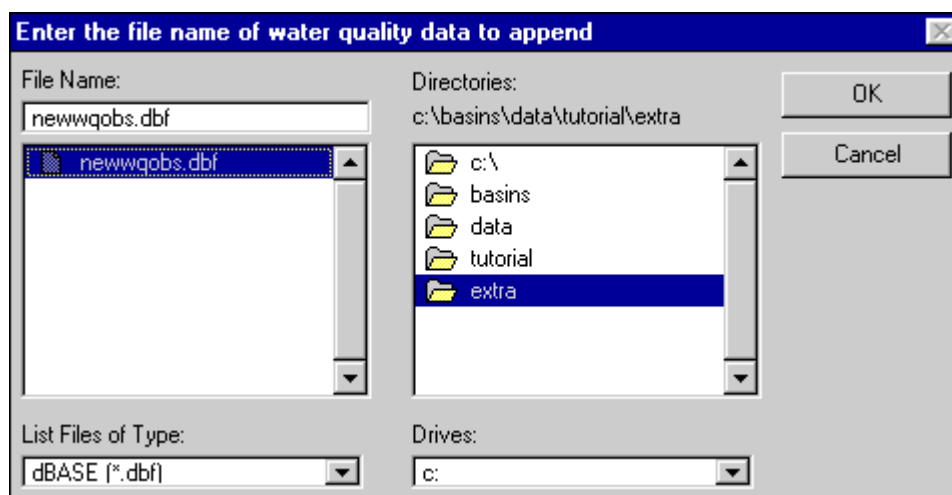 Enter the file name of water quality data to append
File Name:
newwqobs.dbf
newwqobs.dbf
List Files of Type:
dBASE (*.dbf)
Directories:
c:\basins\data\tutorial\extra
c:\
basins
data
tutorial
extra
Drives:
c:
OK
Cancel